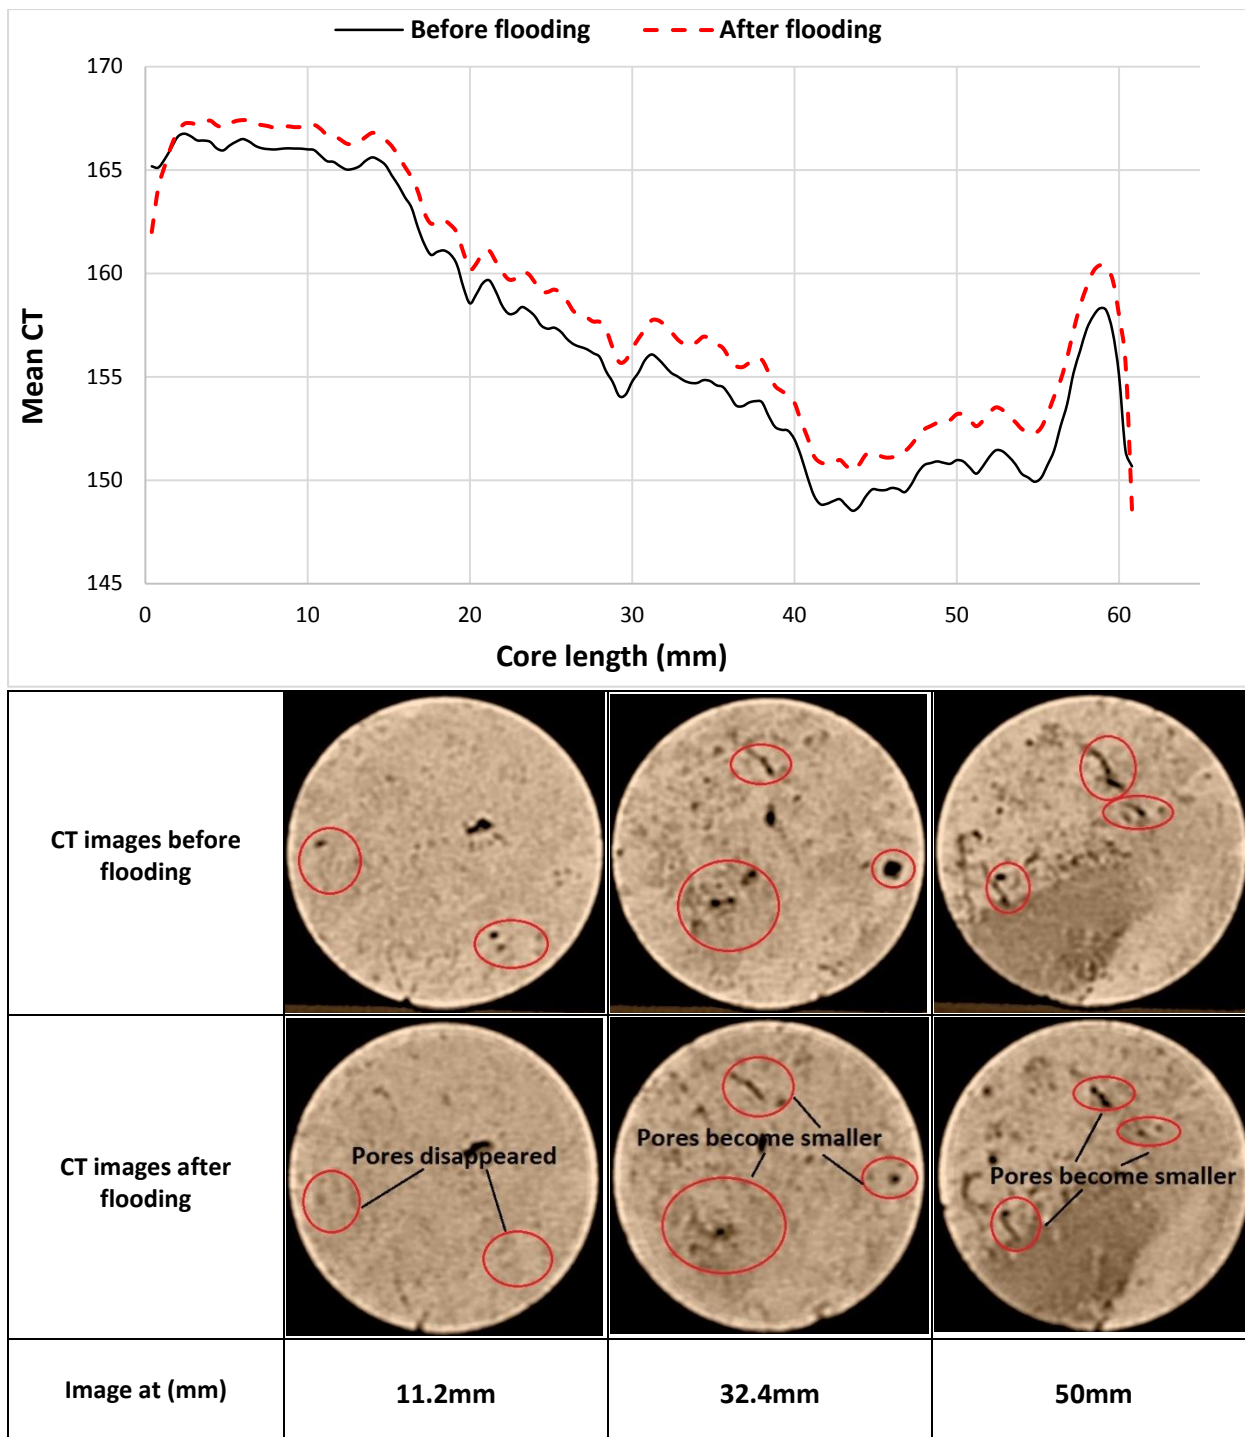 Before flooding
After flooding
170
165
160
155
150
145
Mean CT
0
10
20
30
40
50
60
Core length (mm)
CT images before
flooding
CT images after
flooding
Pores disappeared
Pores become smaller
Pores become smaller
Image at (mm)
11.2mm
32.4mm
50mm